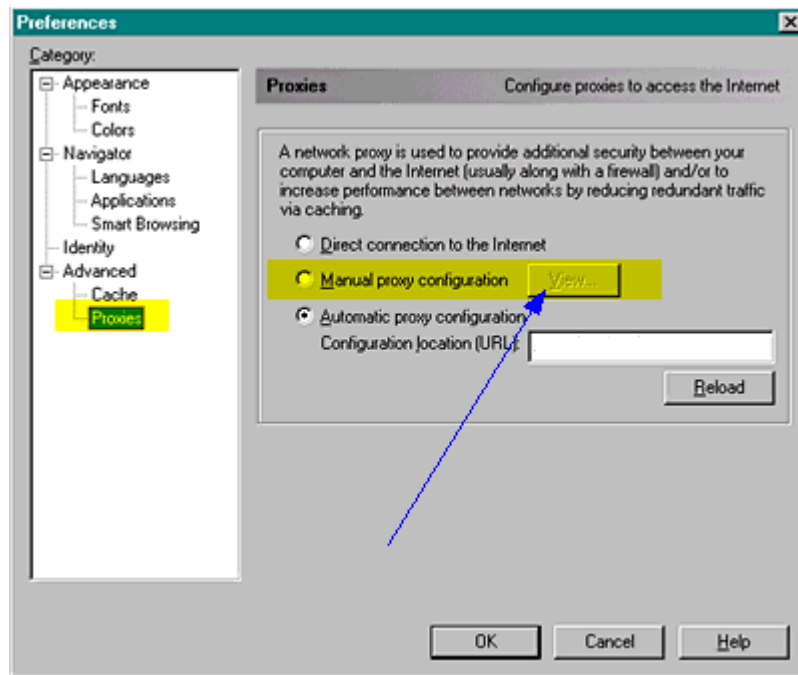 Preferences
Category:
Appearance
Fonts
Colors
Navigator
Languages
Applications
Smart Browsing
Identity
Advanced
Cache
Proxies
Proxies Configure proxies to access the Internet
A network proxy is used to provide additional security between your
computer and the Internet (usually along with a firewall) and/or to
increase performance between networks by reducing redundant traffic
via caching.
Direct connection to the Internet
Manual proxy configuration View...
Automatic proxy configuration
Configuration location (URL):
Reload
OK Cancel Help